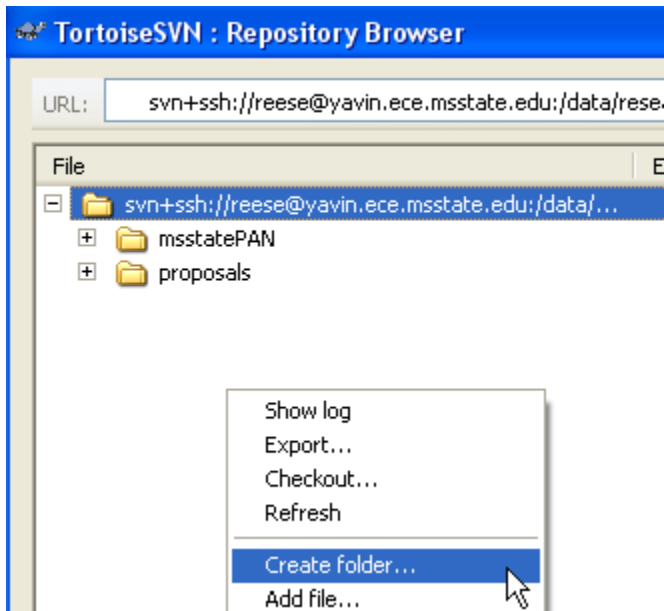 TortoiseSVN : Repository Browser
URL: svn+ssh://reese@yavin.ece.msstate.edu:/data/rese
File E
svn+ssh://reese@yavin.ece.msstate.edu:/data/...
msstatePAN
proposals
Show log
Export...
Checkout...
Refresh
Create folder...
Add file...